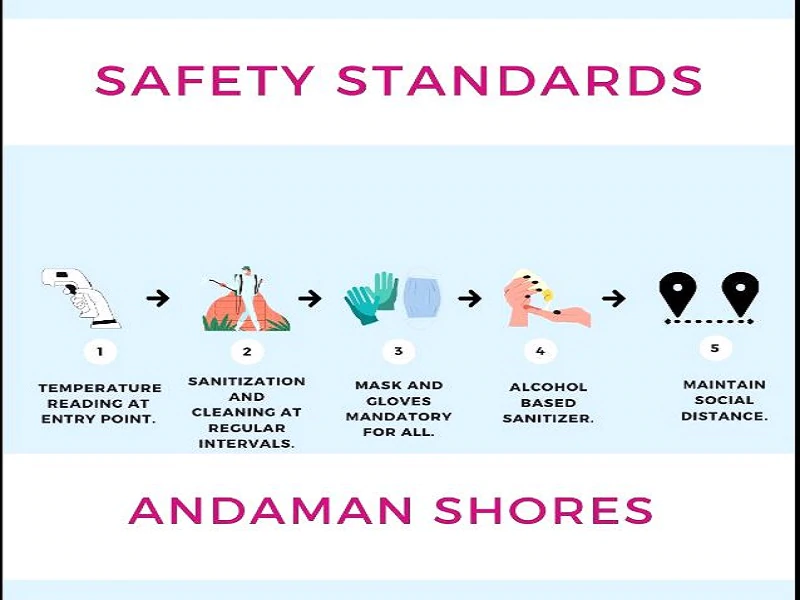 SAFETY STANDARDS
1
TEMPERATURE
READING AT
ENTRY POINT.
2
SANITIZATION
AND
CLEANING AT
REGULAR
INTERVALS.
3
MASK AND
GLOVES
MANDATORY
FOR ALL.
4
ALCOHOL
BASED
SANITIZER.
5
MAINTAIN
SOCIAL
DISTANCE.
ANDAMAN SHORES